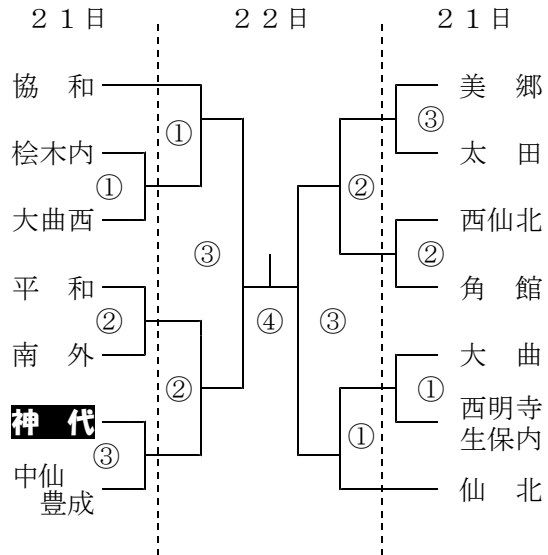 ２１日 ２２日 ２１日
協 和
桧木内
大曲西
平 和
南 外
神 代
中仙
豊成
①
①
②
③
①
②
③
④
③
②
①
③
②
①
美 郷
太 田
西仙北
角 館
大 曲
西明寺
生保内
仙 北